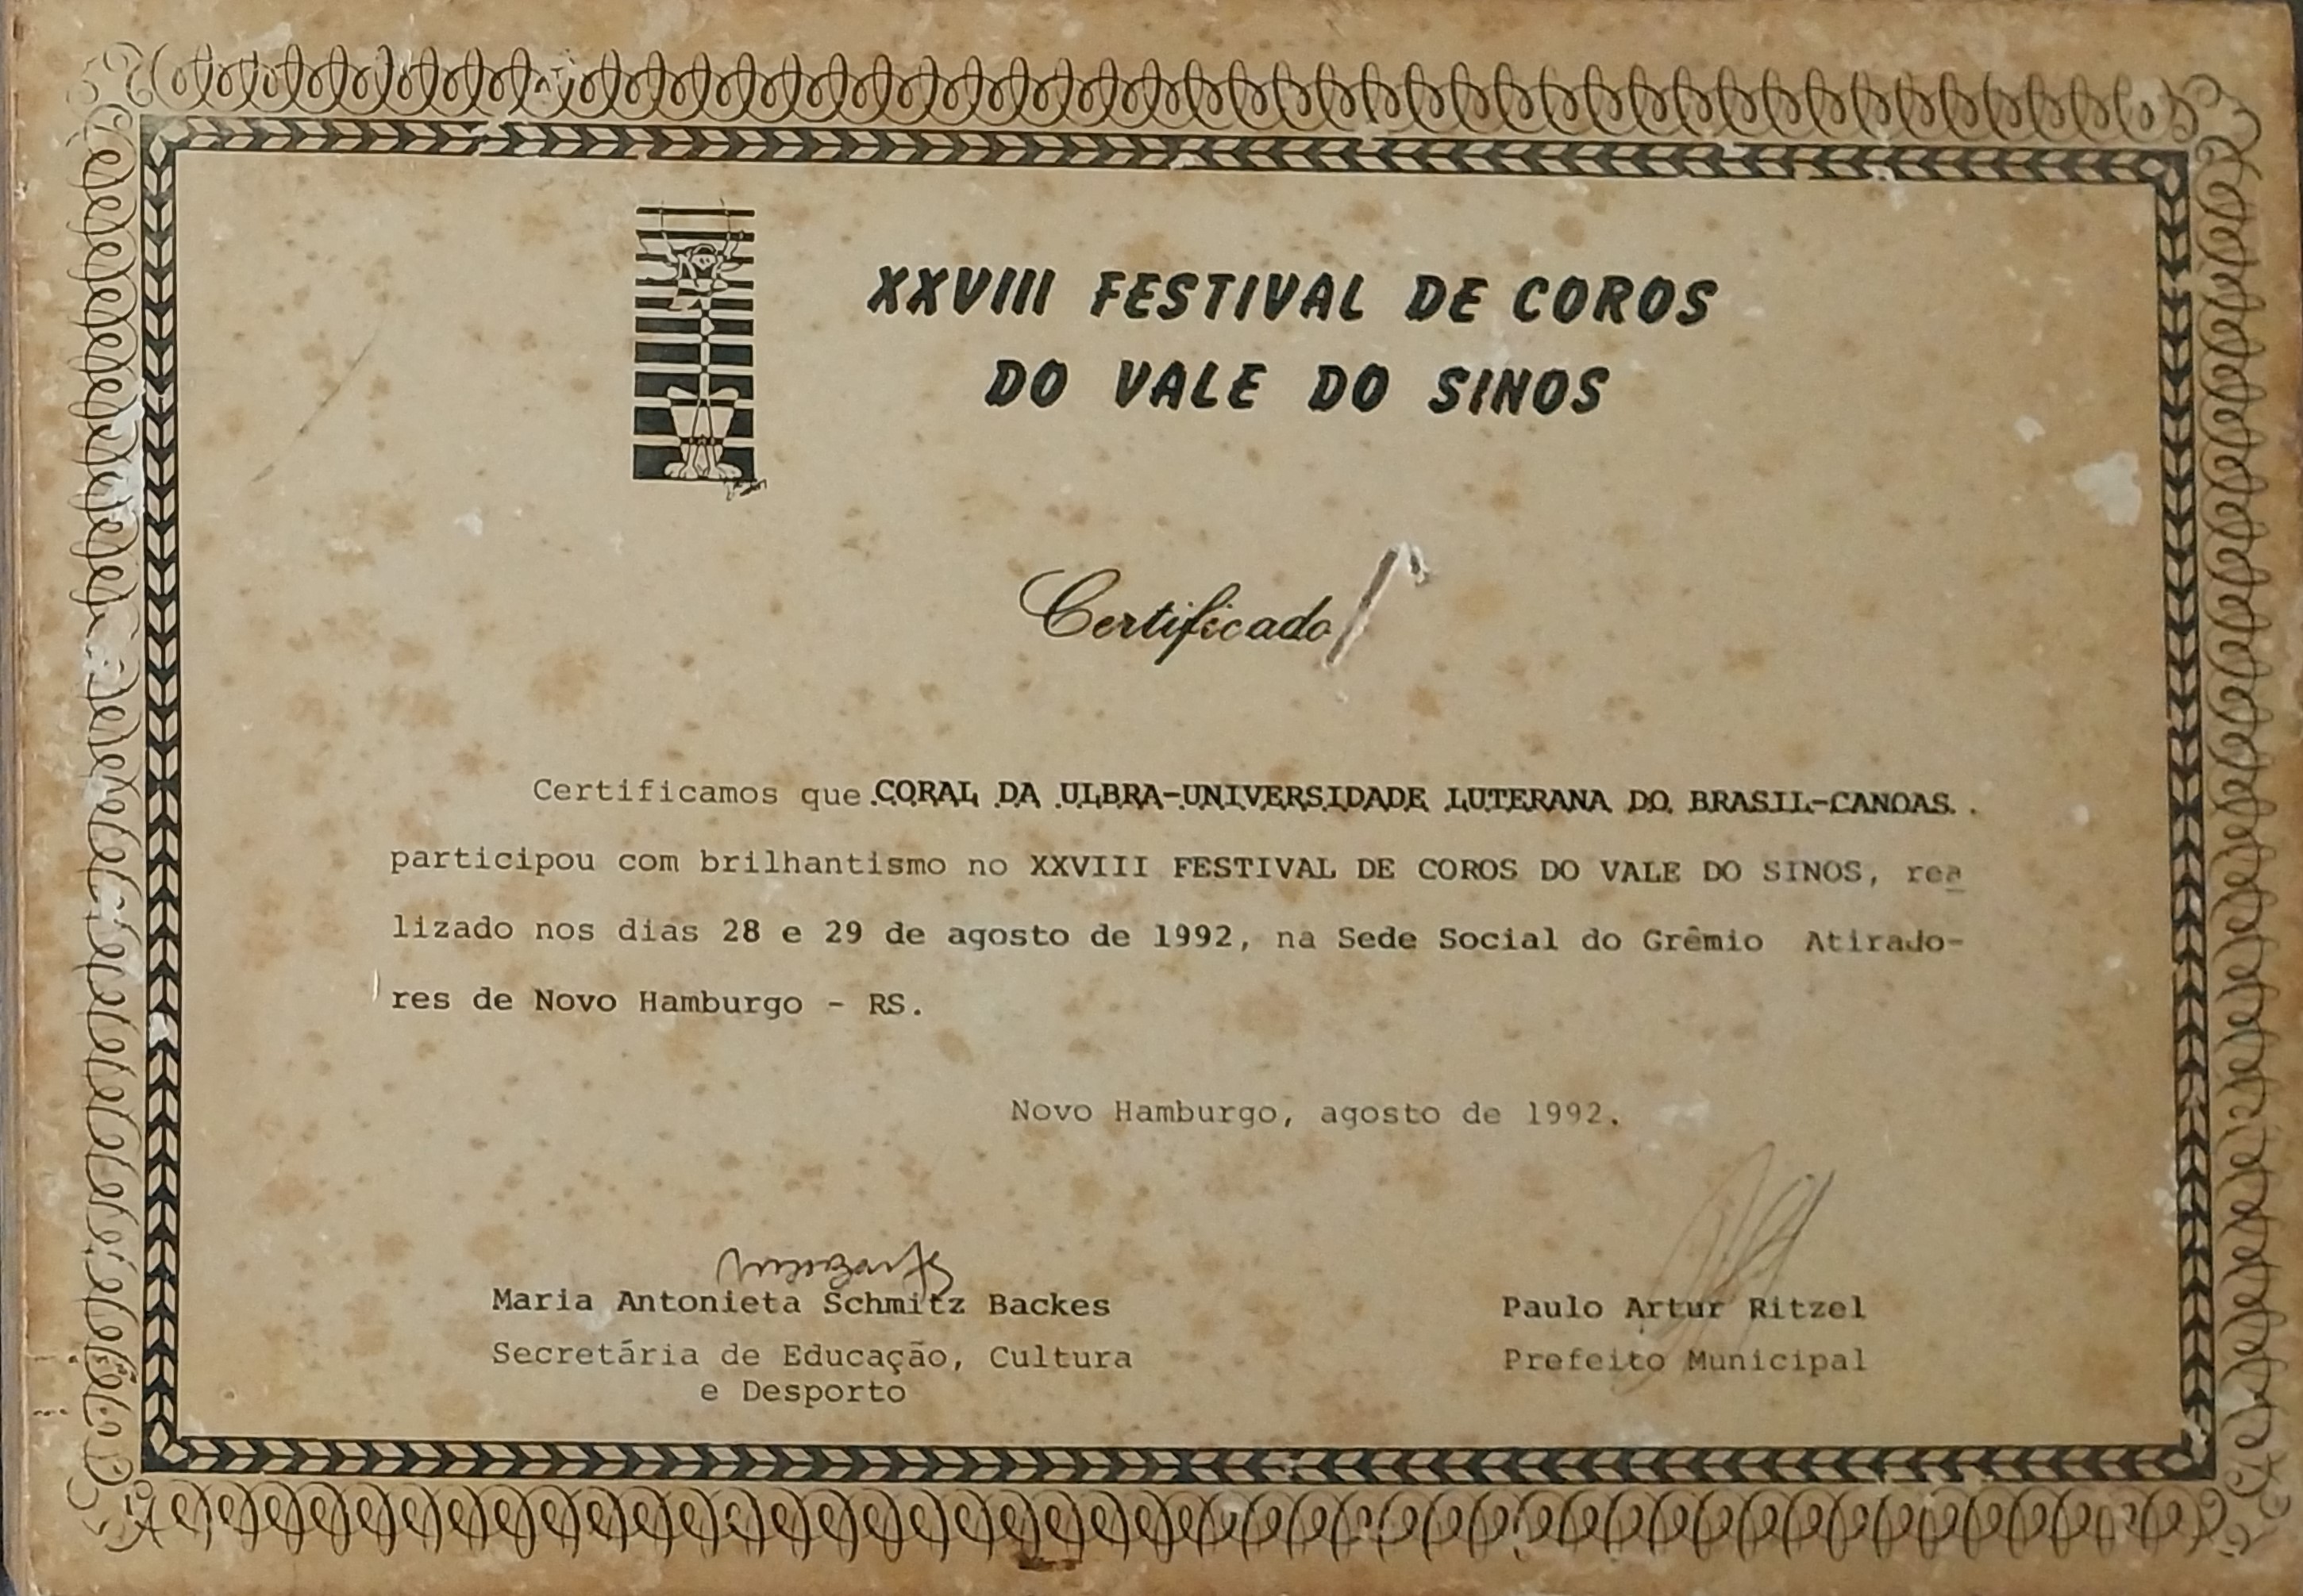 XXVIII FESTIVAL DE COROS
DO VALE DO SINOS
Certificado
Certificamos que CORAL DA ULBRA-UNIVERSIDADE LUTERANA DO BRASIL-CANOAS..
participou com brilhantismo no XXVIII FESTIVAL DE COROS DO VALE DO SINOS, rea
lizado nos dias 28 e 29 de agosto de 1992, na Sede Social do Grêmio Atirado-
res de Novo Hamburgo - RS.
Novo Hamburgo, agosto de 1992.
Maria Antonieta Schmitz Backes
Secretária de Educação, Cultura
e Desporto
Paulo Artur Ritzel
Prefeito Municipal